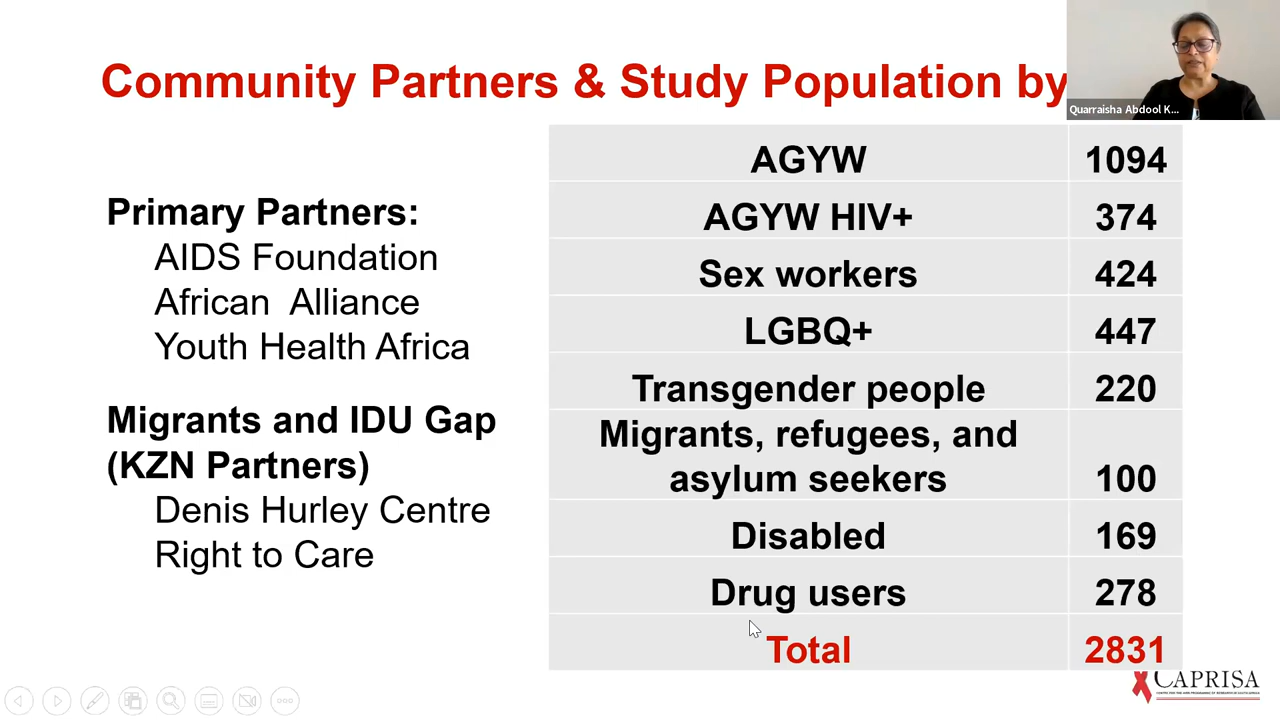 Community Partners & Study Population by
Quarraisha Abdool K...
Primary Partners:
AIDS Foundation
African Alliance
Youth Health Africa
Migrants and IDU Gap
(KZN Partners)
Denis Hurley Centre
Right to Care
AGYW 1094
AGYW HIV+ 374
Sex workers 424
LGBQ+ 447
Transgender people 220
Migrants, refugees, and
asylum seekers 100
Disabled 169
Drug users 278
Total 2831
CAPRISA